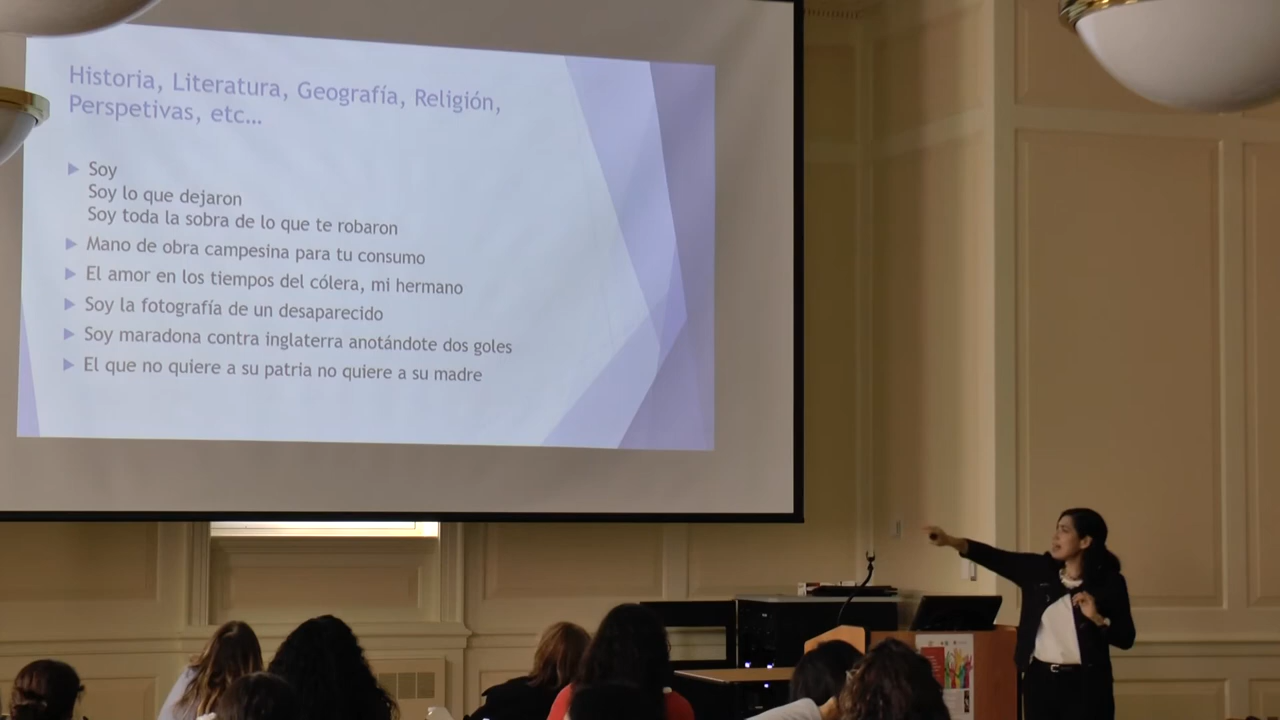 Historia, Literatura, Geografía, Religión,
Perspetivas, etc…
Soy
Soy lo que dejaron
Soy toda la sobra de lo que te robaron
Mano de obra campesina para tu consumo
El amor en los tiempos del cólera, mi hermano
Soy la fotografía de un desaparecido
Soy maradona contra inglaterra anotándote dos goles
El que no quiere a su patria no quiere a su madre